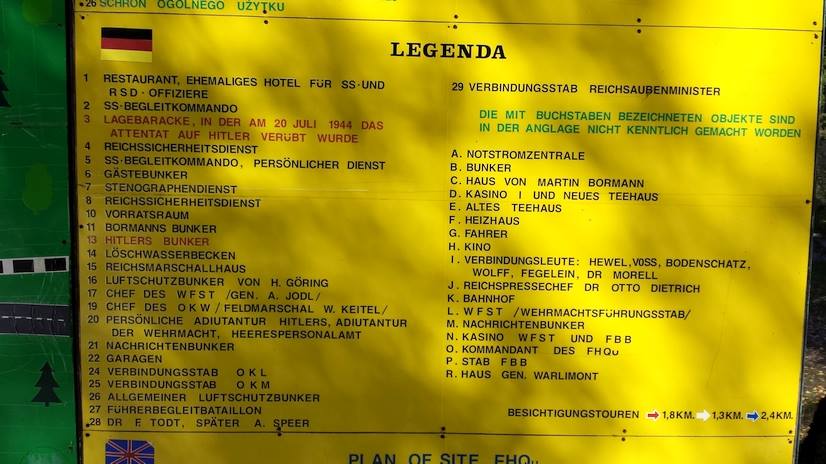 26 SCHRON OGÓLNEGO UŻYTKU
LEGENDA
1 RESTAURANT, EHEMALIGES HOTEL FÜR SS-UND
RSD-OFFIZIERE
2 SS-BEGLEITKOMMANDO
3 LAGEBARACKE, IN DER AM 20 JULI 1944 DAS
ATTENTAT AUF HITLER VERÜBT WURDE
4 REICHSSICHERHEITSDIENST
5 SS-BEGLEITKOMMANDO, PERSÖNLICHER DIENST
6 GÄSTEBUNKER
7 STENOGRAPHENDIENST
8 REICHSSICHERHEITSDIENST
10 VORRATSRAUM
11 BORMANNS BUNKER
13 HITLERS BUNKER
14 LÖSCHWASSERBECKEN
15 REICHSMARSCHALLHAUS
16 LUFTSCHUTZBUNKER VON H. GÖRING
17 CHEF DES WFST /GEN. A. JODL/
19 CHEF DES OKW / FELDMARSCHAL W. KEITEL/
20 PERSÖNLICHE ADIUTANTUR HITLERS, ADIUTANTUR
DER WEHRMACHT, HEERESPERSONALAMT
21 NACHRICHTENBUNKER
22 GARAGEN
24 VERBINDUNGSSTAB OKL
25 VERBINDUNGSSTAB OKM
26 ALLGEMEINER LUFTSCHUTZBUNKER
27 FÜHRERBEGLEITBATAILLON
28 DR F. TODT, SPÄTER A. SPEER
29 VERBINDUNGSSTAB REICHSAUBENMINISTER
DIE MIT BUCHSTABEN BEZEICHNETEN OBJEKTE SIND
IN DER ANGLAGE NICHT KENNTLICH GEMACHT WORDEN
A. NOTSTROMZENTRALE
B. BUNKER
C. HAUS VON MARTIN BORMANN
D. KASINO I UND NEUES TEEHAUS
E. ALTES TEEHAUS
F. HEIZHAUS
G. FAHRER
H. KINO
I. VERBINDUNGSLEUTE: HEWEL, VOSS, BODENSCHATZ,
WOLFF, FEGELEIN, DR MORELL
J. REICHSPRESSECHEF DR OTTO DIETRICH
K. BAHNHOF
L. WFST /WEHRMACHTSFÜHRUNGSSTAB/
M. NACHRICHTENBUNKER
N. KASINO WFST UND FBB
O. KOMMANDANT DES FHQu
P. STAB FBB
R. HAUS GEN. WARLIMONT
BESICHTIGUNGSTOUREN 1,8KM. 1,3KM. 2,4KM.
PLAN OF SITE FHQu